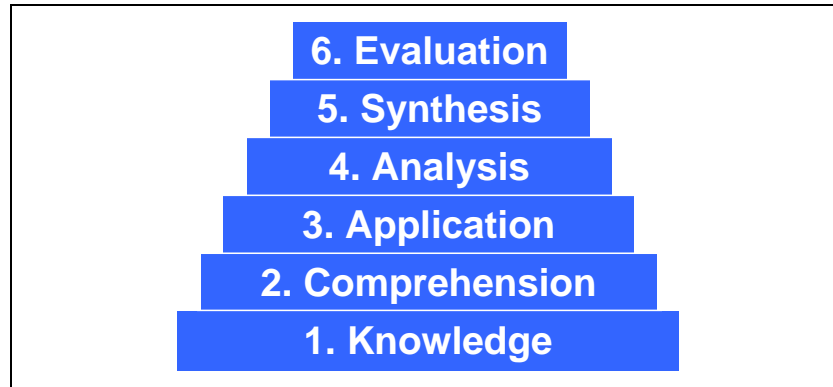 6. Evaluation
5. Synthesis
4. Analysis
3. Application
2. Comprehension
1. Knowledge